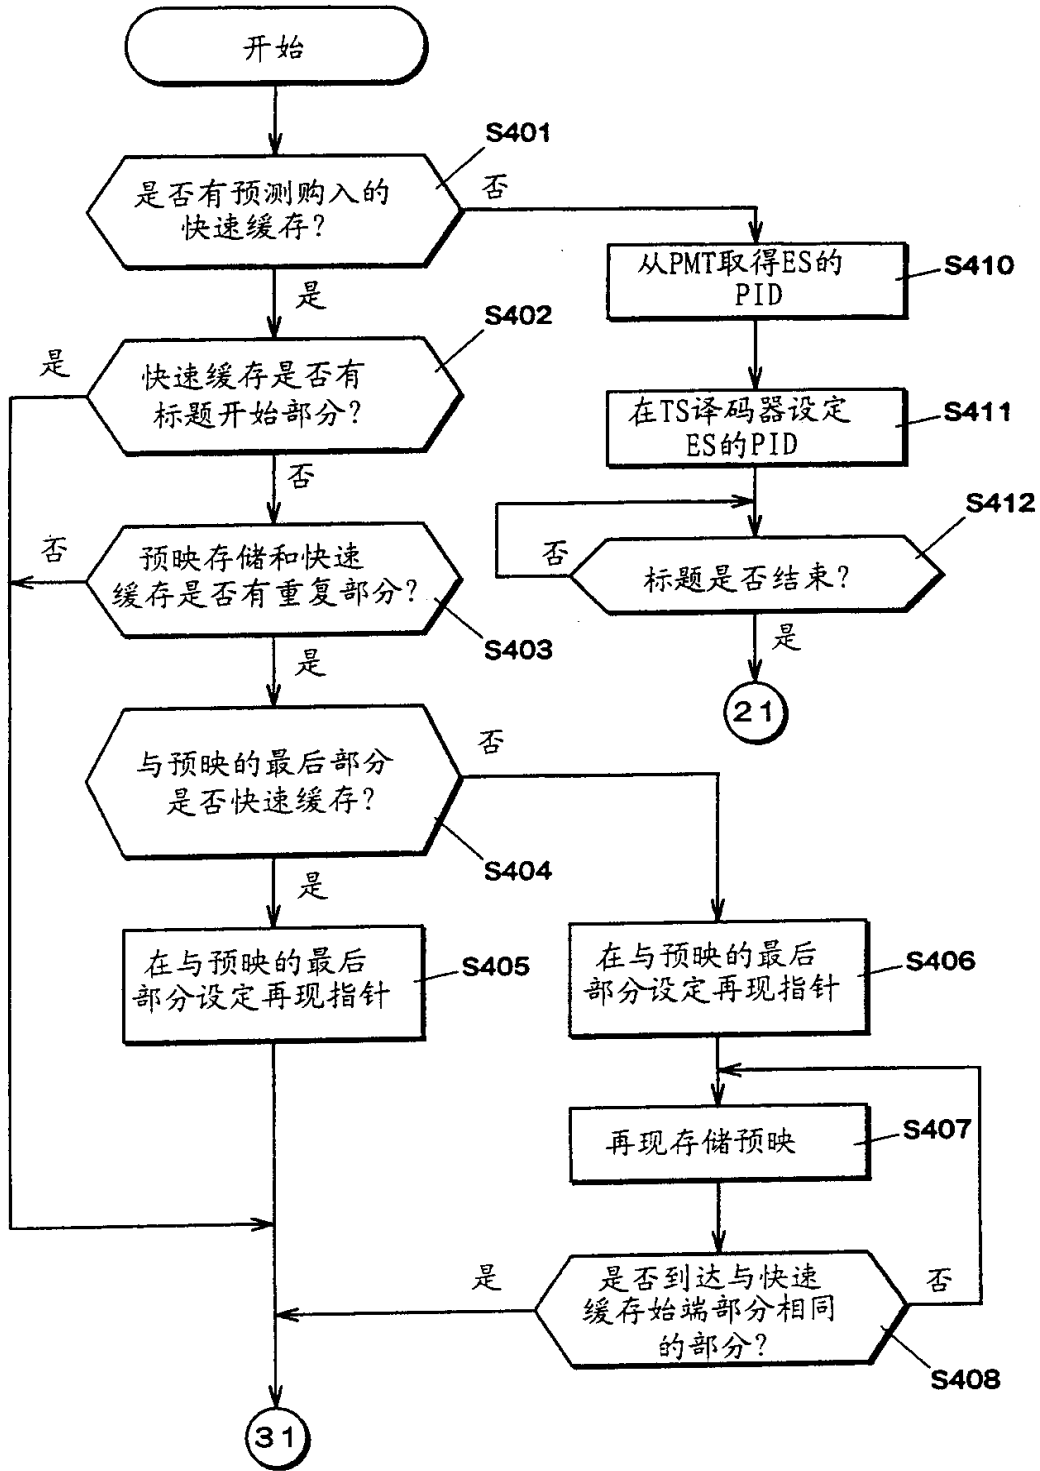 开始
S401
是否有预测购入的
快速缓存?
否
是
从PMT取得ES的
PID
S410
S402
是
快速缓存是否有
标题开始部分?
否
在TS译码器设定
ES的PID
S411
S412
否
标题是否结束?
是
21
否
预映存储和快速
缓存是否有重复部分?
S403
是
与预映的最后部分
是否快速缓存?
否
S404
是
在与预映的最后
部分设定再现指针
S405
在与预映的最后
部分设定再现指针
S406
再现存储预映
S407
是
是否到达与快速
缓存始端部分相同
的部分?
否
S408
31